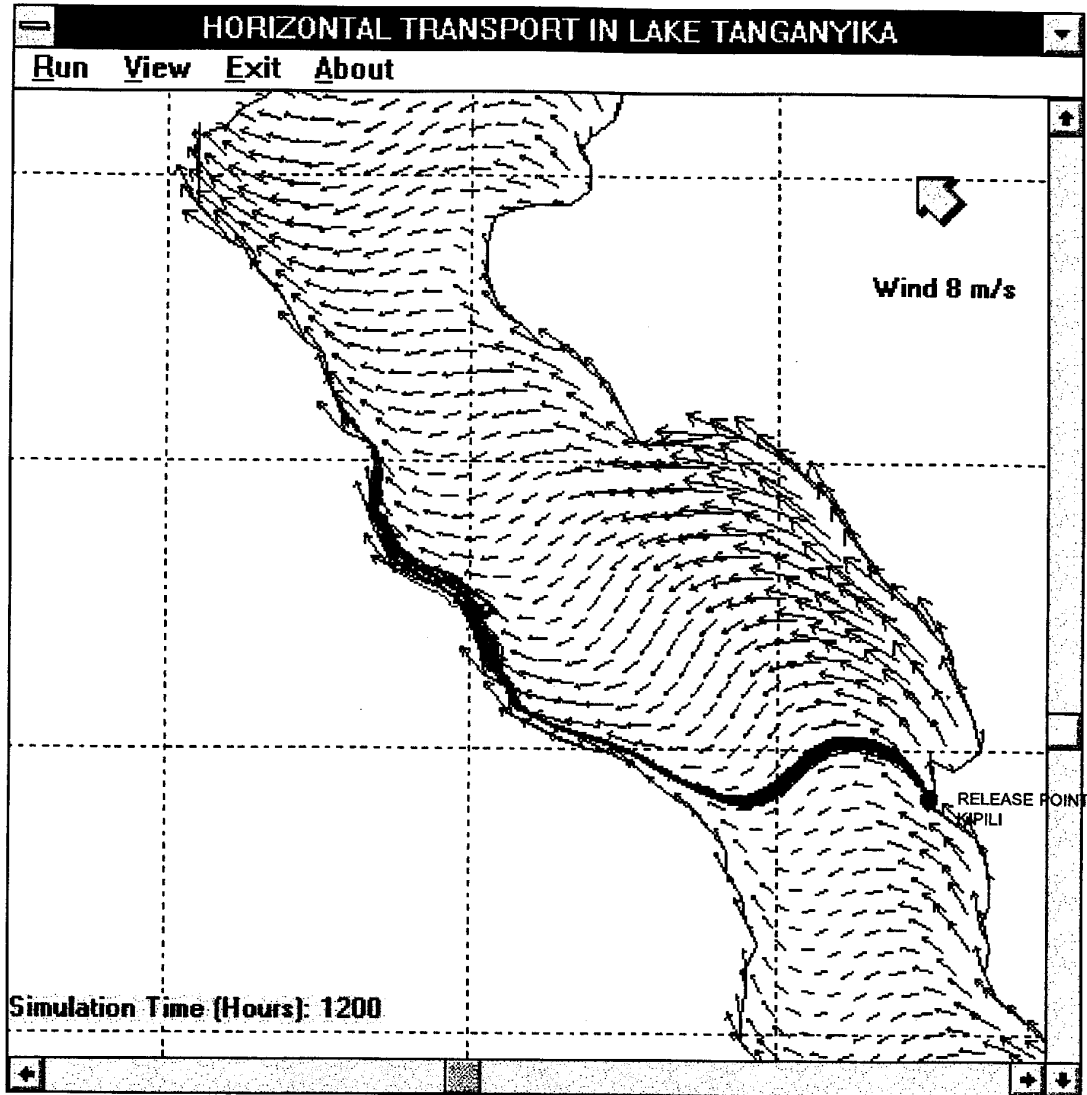 HORIZONTAL TRANSPORT IN LAKE TANGANYIKA
Run View Exit About
Wind 8 m/s
RELEASE POINT
KIPILI
Simulation Time (Hours): 1200